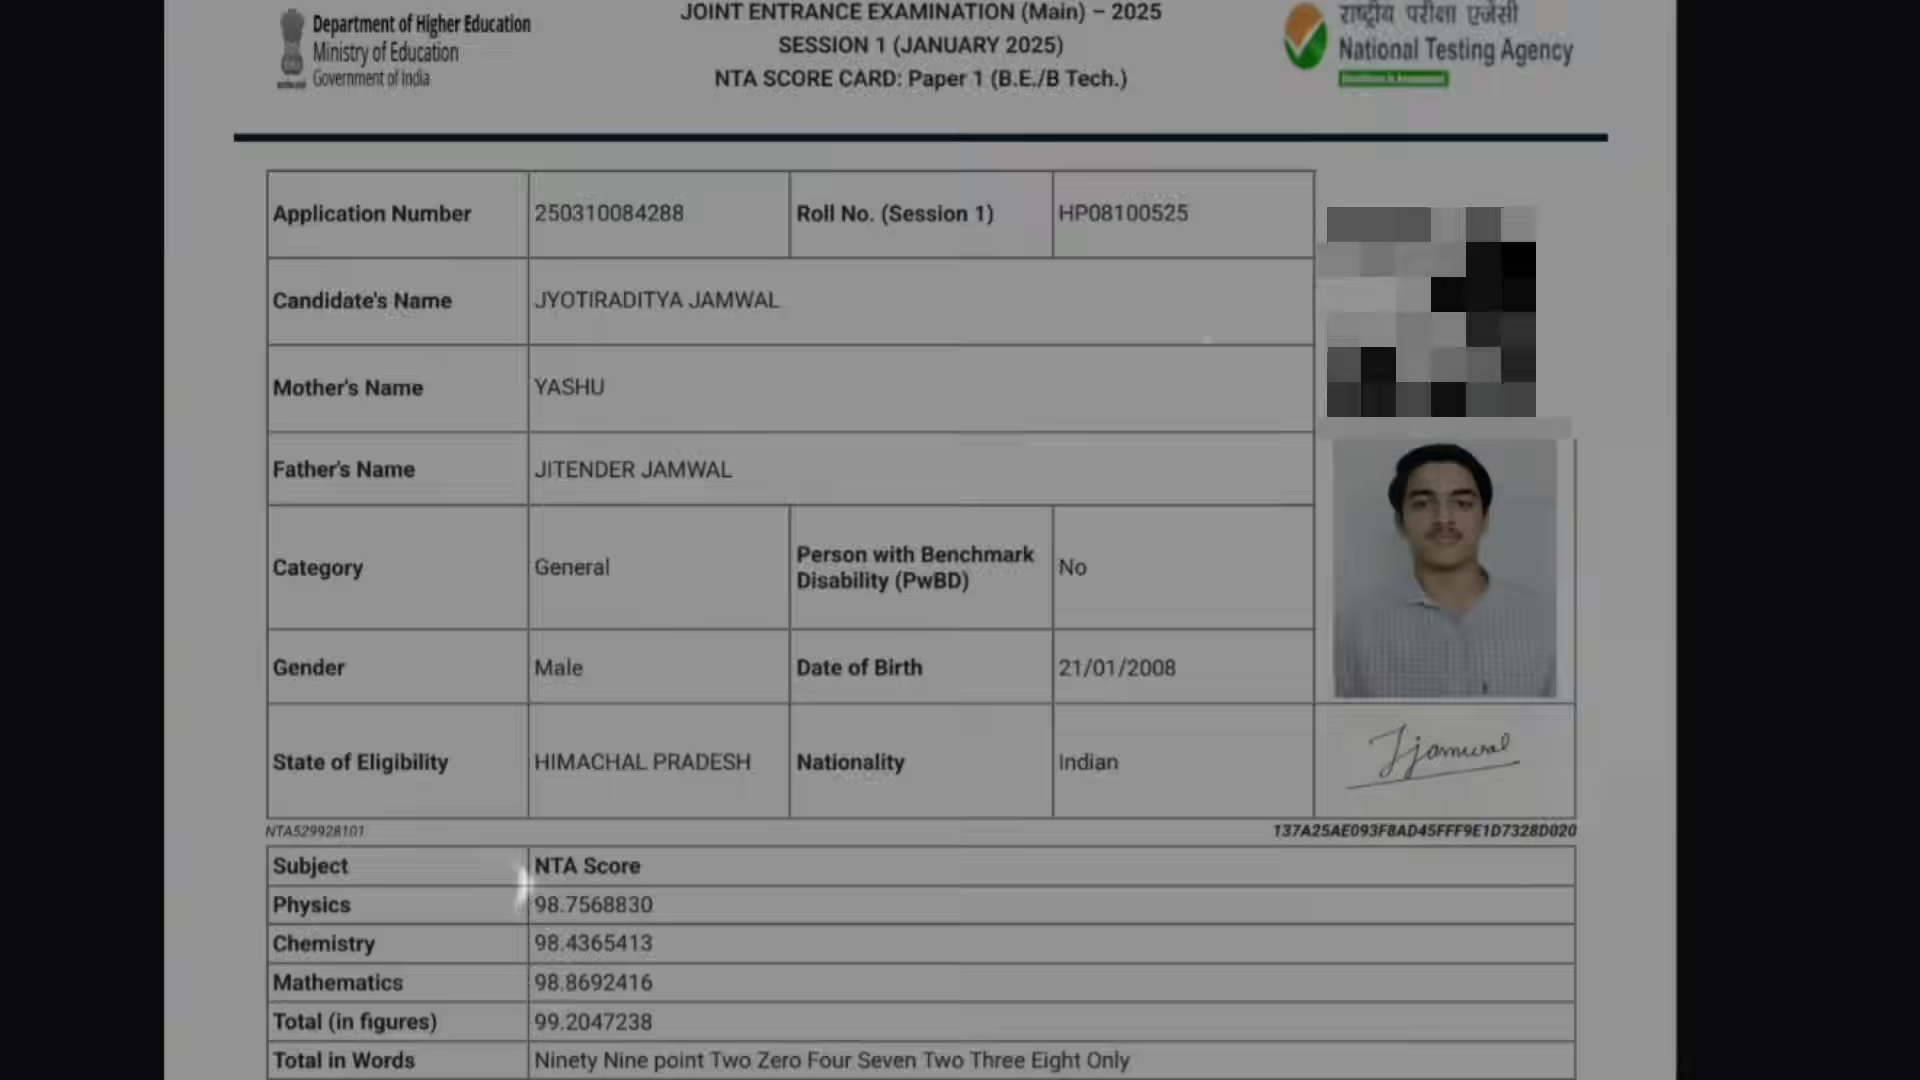 Department of Higher Education
Ministry of Education
Government of India
JOINT ENTRANCE EXAMINATION (Main) – 2025
SESSION 1 (JANUARY 2025)
NTA SCORE CARD: Paper 1 (B.E./B Tech.)
राष्ट्रीय परीक्षा एजेंसी
National Testing Agency
Application Number 250310084288 Roll No. (Session 1) HP08100525
Candidate's Name JYOTIRADITYA JAMWAL
Mother's Name YASHU
Father's Name JITENDER JAMWAL
Category General Person with Benchmark Disability (PwBD) No
Gender Male Date of Birth 21/01/2008
State of Eligibility HIMACHAL PRADESH Nationality Indian
Jjamwal
NTA529928101 137A25AE093F8AD45FFF9E1D7328D020
Subject NTA Score
Physics 98.7568830
Chemistry 98.4365413
Mathematics 98.8692416
Total (in figures) 99.2047238
Total in Words Ninety Nine point Two Zero Four Seven Two Three Eight Only